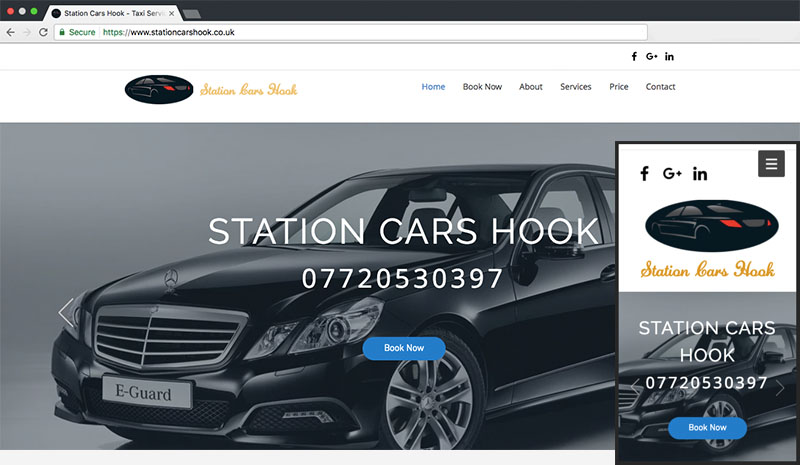 Station Cars Hook - Taxi Servi
Secure https://www.stationcarshook.co.uk
f G+ in
Station Cars Hook
Home Book Now About Services Price Contact
STATION CARS HOOK
07720530397
Book Now
E-Guard
f G+ in
Station Cars Hook
STATION CARS
HOOK
07720530397
Book Now